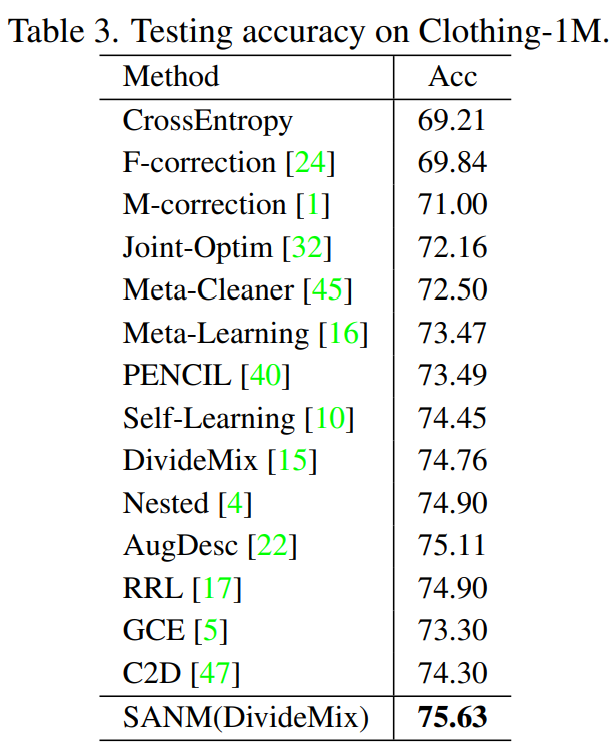 Table 3. Testing accuracy on Clothing-1M.
Method Acc
CrossEntropy 69.21
F-correction [24] 69.84
M-correction [1] 71.00
Joint-Optim [32] 72.16
Meta-Cleaner [45] 72.50
Meta-Learning [16] 73.47
PENCIL [40] 73.49
Self-Learning [10] 74.45
DivideMix [15] 74.76
Nested [4] 74.90
AugDesc [22] 75.11
RRL [17] 74.90
GCE [5] 73.30
C2D [47] 74.30
SANM(DivideMix) 75.63